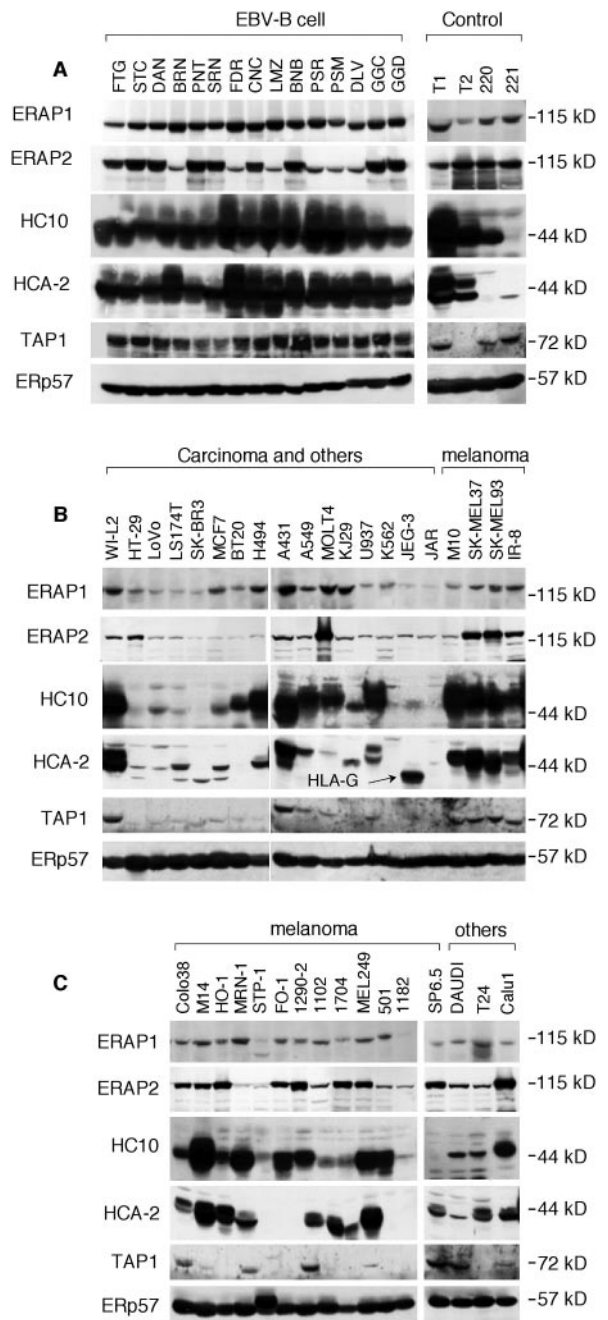 A
EBV-B cell Control
FTG STC DAN BRN PNT SRN FDR CNC LMZ BNB PSR PSM DLV GGC GGD T1 T2 220 221
ERAP1 -115 kD
ERAP2 -115 kD
HC10 -44 kD
HCA-2 -44 kD
TAP1 -72 kD
ERp57 -57 kD
B
Carcinoma and others melanoma
WI-L2 HT-29 LoVo LS174T SK-BR3 MCF7 BT20 H494 A431 A549 MOLT4 KJ29 U937 K562 JEG-3 JAR M10 SK-MEL37 SK-MEL93 IR-8
ERAP1 -115 kD
ERAP2 -115 kD
HC10 -44 kD
HCA-2 HLA-G -44 kD
TAP1 -72 kD
ERp57 -57 kD
C
melanoma others
Colo38 M14 HO-1 MRN-1 STP-1 FO-1 1290-2 1102 1704 MEL249 501 1182 SP6.5 DAUDI T24 Calu1
ERAP1 -115 kD
ERAP2 -115 kD
HC10 -44 kD
HCA-2 -44 kD
TAP1 -72 kD
ERp57 -57 kD